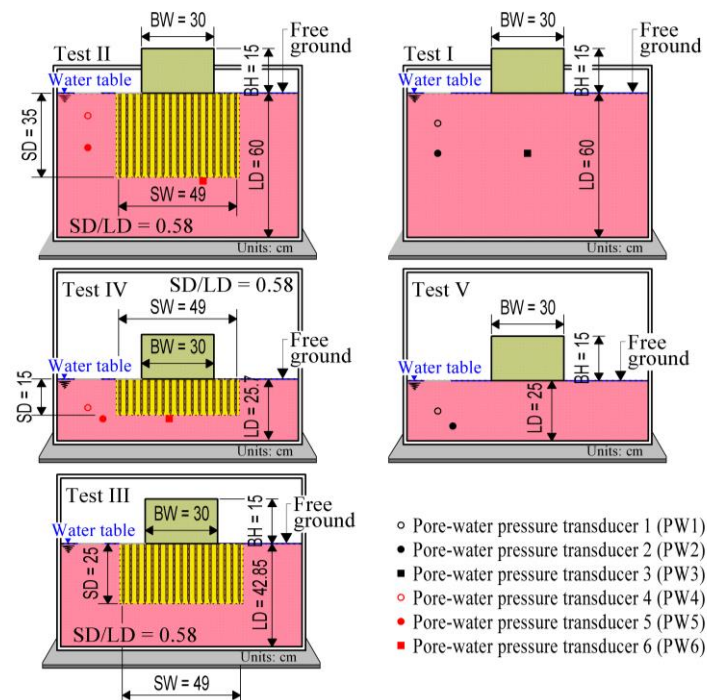 BW = 30
Test II
Free
ground
Water table
BH = 15
SD = 35
LD = 60
SW = 49
SD/LD = 0.58
Units: cm
BW = 30
Test I
Free
ground
Water table
BH = 15
LD = 60
Units: cm
Test IV
SD/LD = 0.58
SW = 49
BW = 30
Free
ground
Water table
SD = 15
LD = 25.7
Units: cm
Test V
BW = 30
BH = 15
Free
ground
Water table
LD = 25
Units: cm
Test III
BW = 30
BH = 15
Free
ground
Water table
SD = 25
LD = 42.85
SD/LD = 0.58
Units: cm
SW = 49
Pore-water pressure transducer 1 (PW1)
Pore-water pressure transducer 2 (PW2)
Pore-water pressure transducer 3 (PW3)
Pore-water pressure transducer 4 (PW4)
Pore-water pressure transducer 5 (PW5)
Pore-water pressure transducer 6 (PW6)